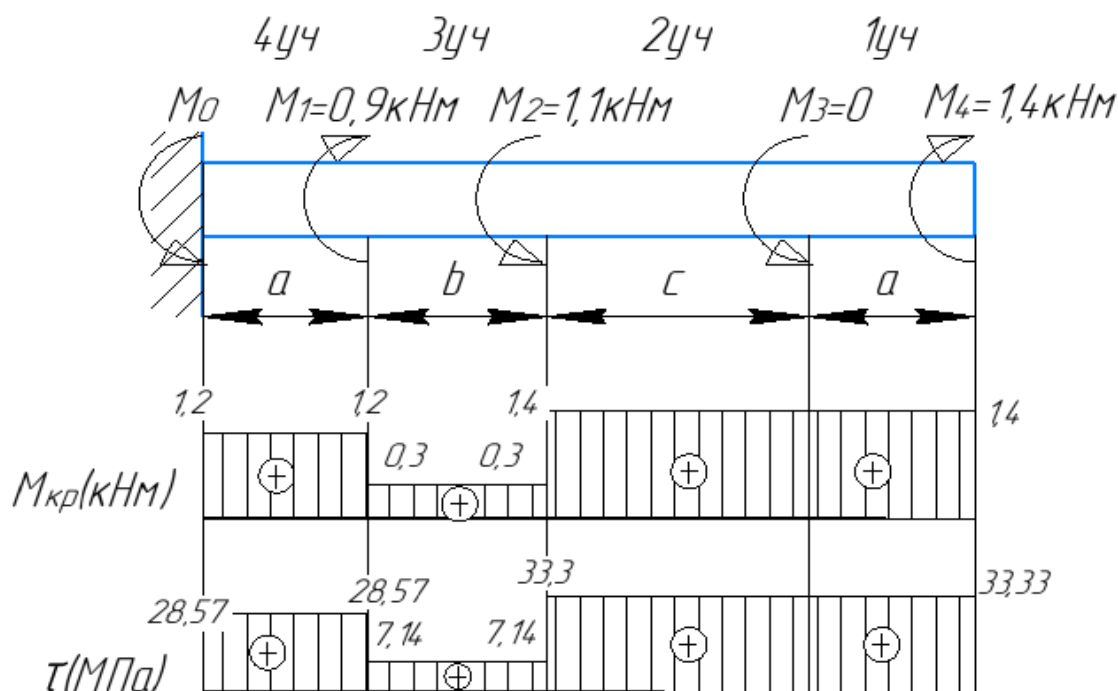 4уч 3уч 2уч 1уч
M0 M1=0,9кНм M2=1,1кНм M3=0 M4=1,4кНм
a b c a
1,2 1,2 1,4 1,4
0,3 0,3
Mкр(кНм)
28,57 28,57 33,3 33,33
7,14 7,14
τ(МПа)